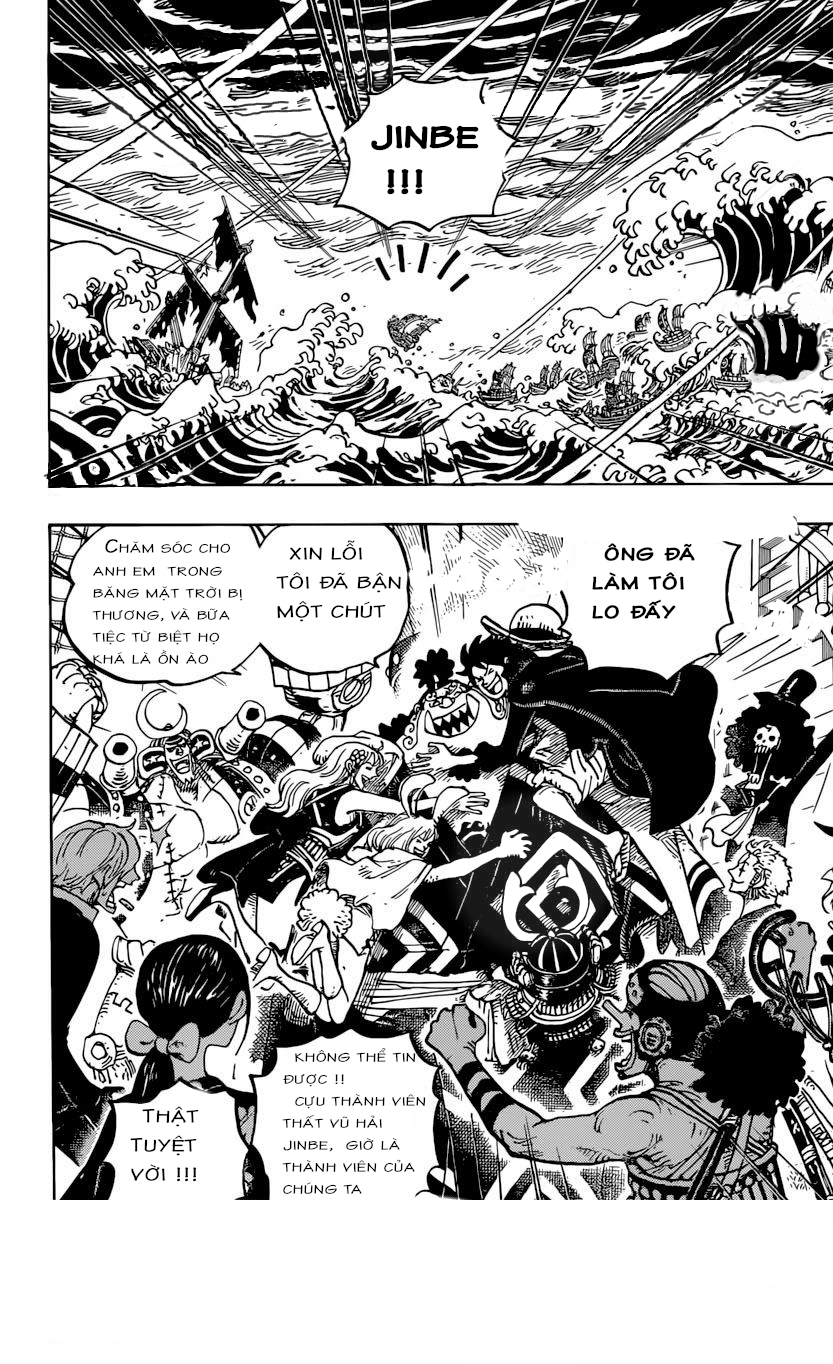 JINBE
!!!
ÔNG ĐÃ
LÀM TÔI
LO ĐẤY
XIN LỖI
TÔI ĐÃ BẬN
MỘT CHÚT
CHĂM SÓC CHO
ANH EM TRONG
BĂNG MẶT TRỜI BỊ
THƯƠNG, VÀ BỮA
TIỆC TỪ BIỆT HỌ
KHÁ LÀ ỒN ÀO
KHÔNG THỂ TIN
ĐƯỢC !!
CỰU THÀNH VIÊN
THẤT VŨ HẢI
JINBE, GIỜ LÀ
THÀNH VIÊN CỦA
CHÚNG TA
THẬT
TUYỆT
VỜI !!!